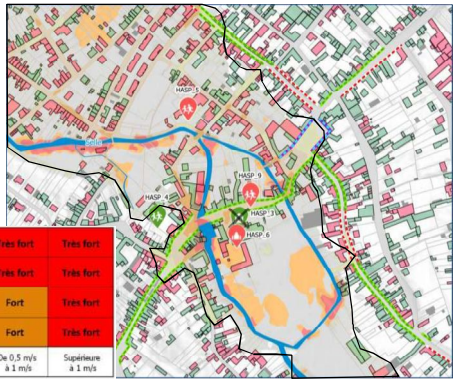 HASP_5
Selle
HASP_9
HASP_4
HASP_3
HASP_6
Très fort Très fort
Très fort Très fort
Fort Très fort
Fort Très fort
De 0,5 m/s Supérieure
à 1 m/s à 1 m/s